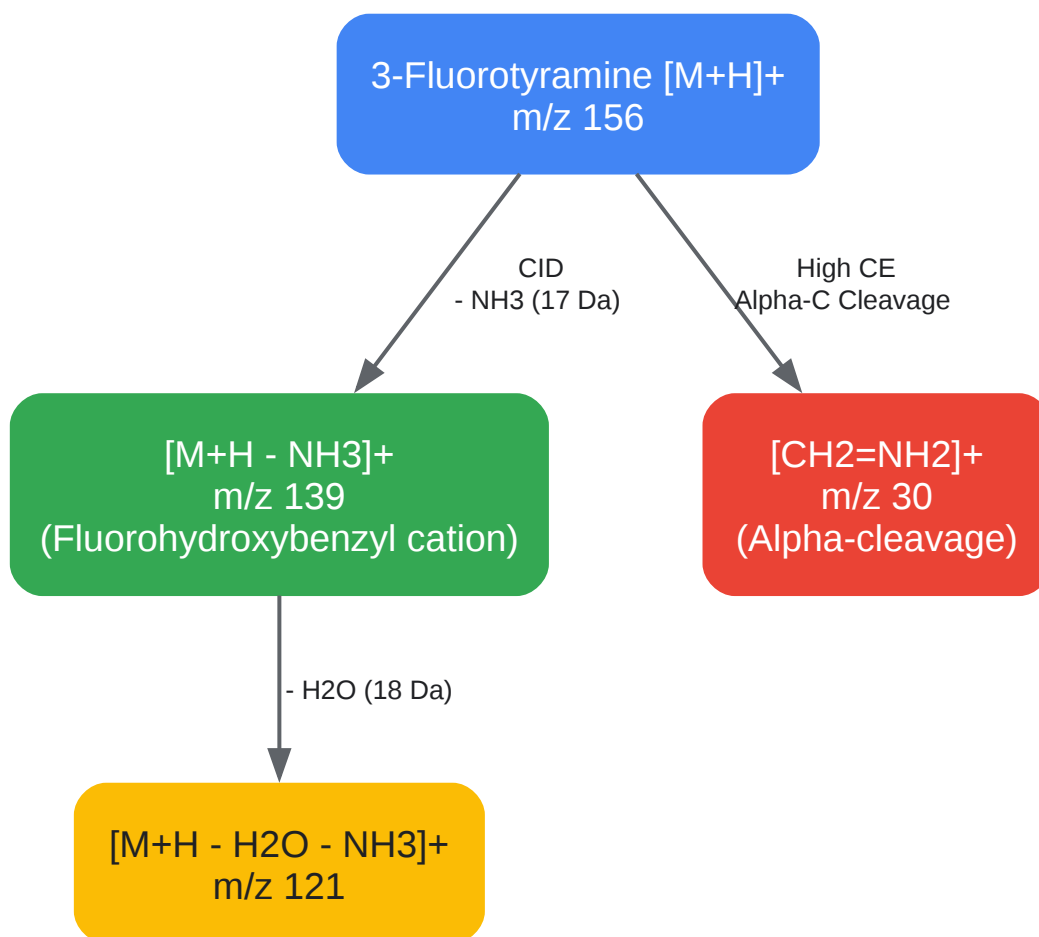 3-Fluorotyramine [M+H]+
m/z 156
CID
- NH3 (17 Da)
High CE
Alpha-C Cleavage
[M+H - NH3]+
m/z 139
(Fluorohydroxybenzyl cation)
[CH2=NH2]+
m/z 30
(Alpha-cleavage)
- H2O (18 Da)
[M+H - H2O - NH3]+
m/z 121